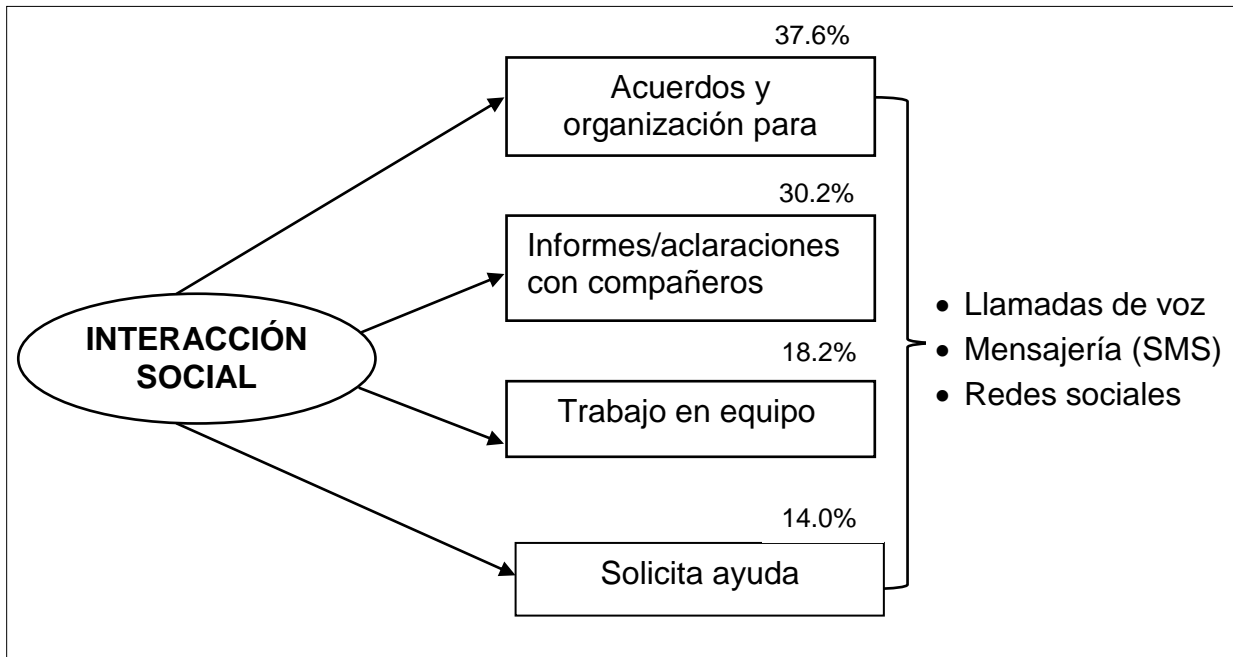 37.6%
Acuerdos y
organización para
30.2%
Informes/aclaraciones
con compañeros
INTERACCIÓN
SOCIAL
18.2%
Trabajo en equipo
14.0%
Solicita ayuda
• Llamadas de voz
• Mensajería (SMS)
• Redes sociales